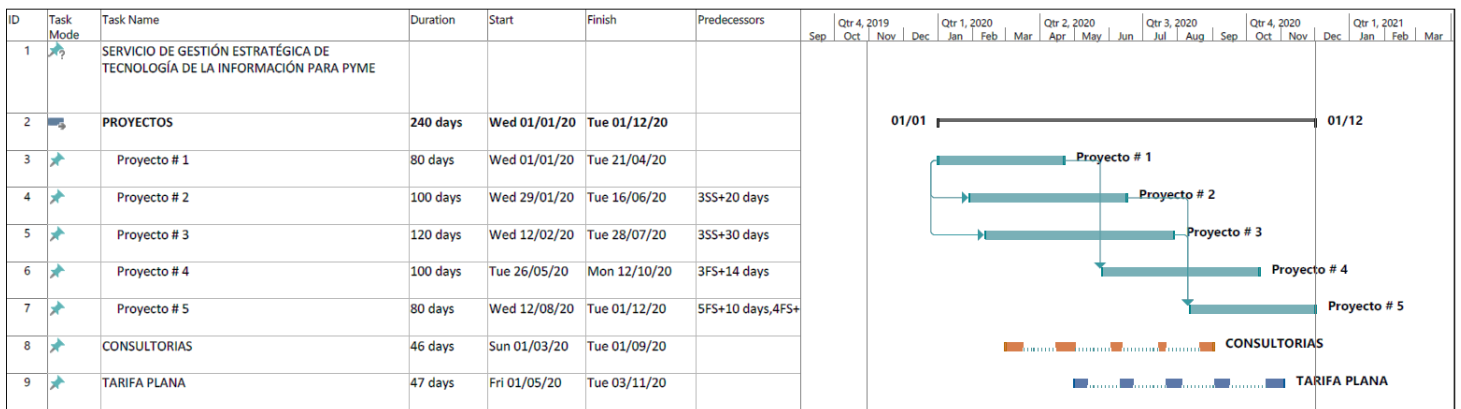 ID Task Mode Task Name Duration Start Finish Predecessors
Qtr 4, 2019 Qtr 1, 2020 Qtr 2, 2020 Qtr 3, 2020 Qtr 4, 2020 Qtr 1, 2021
Sep Oct Nov Dec Jan Feb Mar Apr May Jun Jul Aug Sep Oct Nov Dec Jan Feb Mar
1 SERVICIO DE GESTIÓN ESTRATÉGICA DE
TECNOLOGÍA DE LA INFORMACIÓN PARA PYME
2 PROYECTOS 240 days Wed 01/01/20 Tue 01/12/20 01/01 01/12
3 Proyecto # 1 80 days Wed 01/01/20 Tue 21/04/20 Proyecto # 1
4 Proyecto # 2 100 days Wed 29/01/20 Tue 16/06/20 3SS+20 days Proyecto # 2
5 Proyecto # 3 120 days Wed 12/02/20 Tue 28/07/20 3SS+30 days Proyecto # 3
6 Proyecto # 4 100 days Tue 26/05/20 Mon 12/10/20 3FS+14 days Proyecto # 4
7 Proyecto # 5 80 days Wed 12/08/20 Tue 01/12/20 5FS+10 days,4FS+ Proyecto # 5
8 CONSULTORIAS 46 days Sun 01/03/20 Tue 01/09/20 CONSULTORIAS
9 TARIFA PLANA 47 days Fri 01/05/20 Tue 03/11/20 TARIFA PLANA